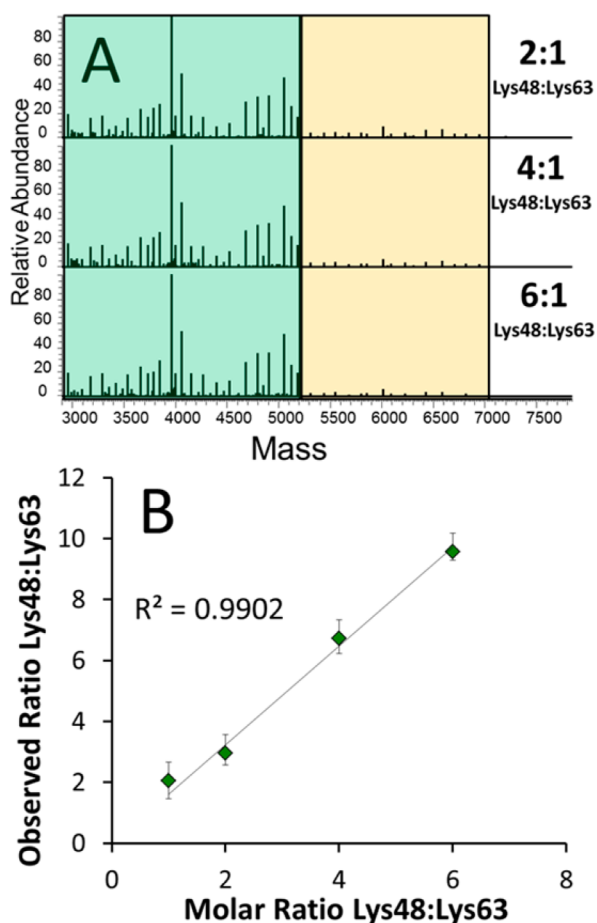 A
Relative Abundance
80
60
40
20
0
2:1
Lys48:Lys63
80
60
40
20
0
4:1
Lys48:Lys63
80
60
40
20
0
6:1
Lys48:Lys63
3000 3500 4000 4500 5000 5500 6000 6500 7000 7500
Mass
B
Observed Ratio Lys48:Lys63
12
10
8
6
4
2
0
R² = 0.9902
0 2 4 6 8
Molar Ratio Lys48:Lys63